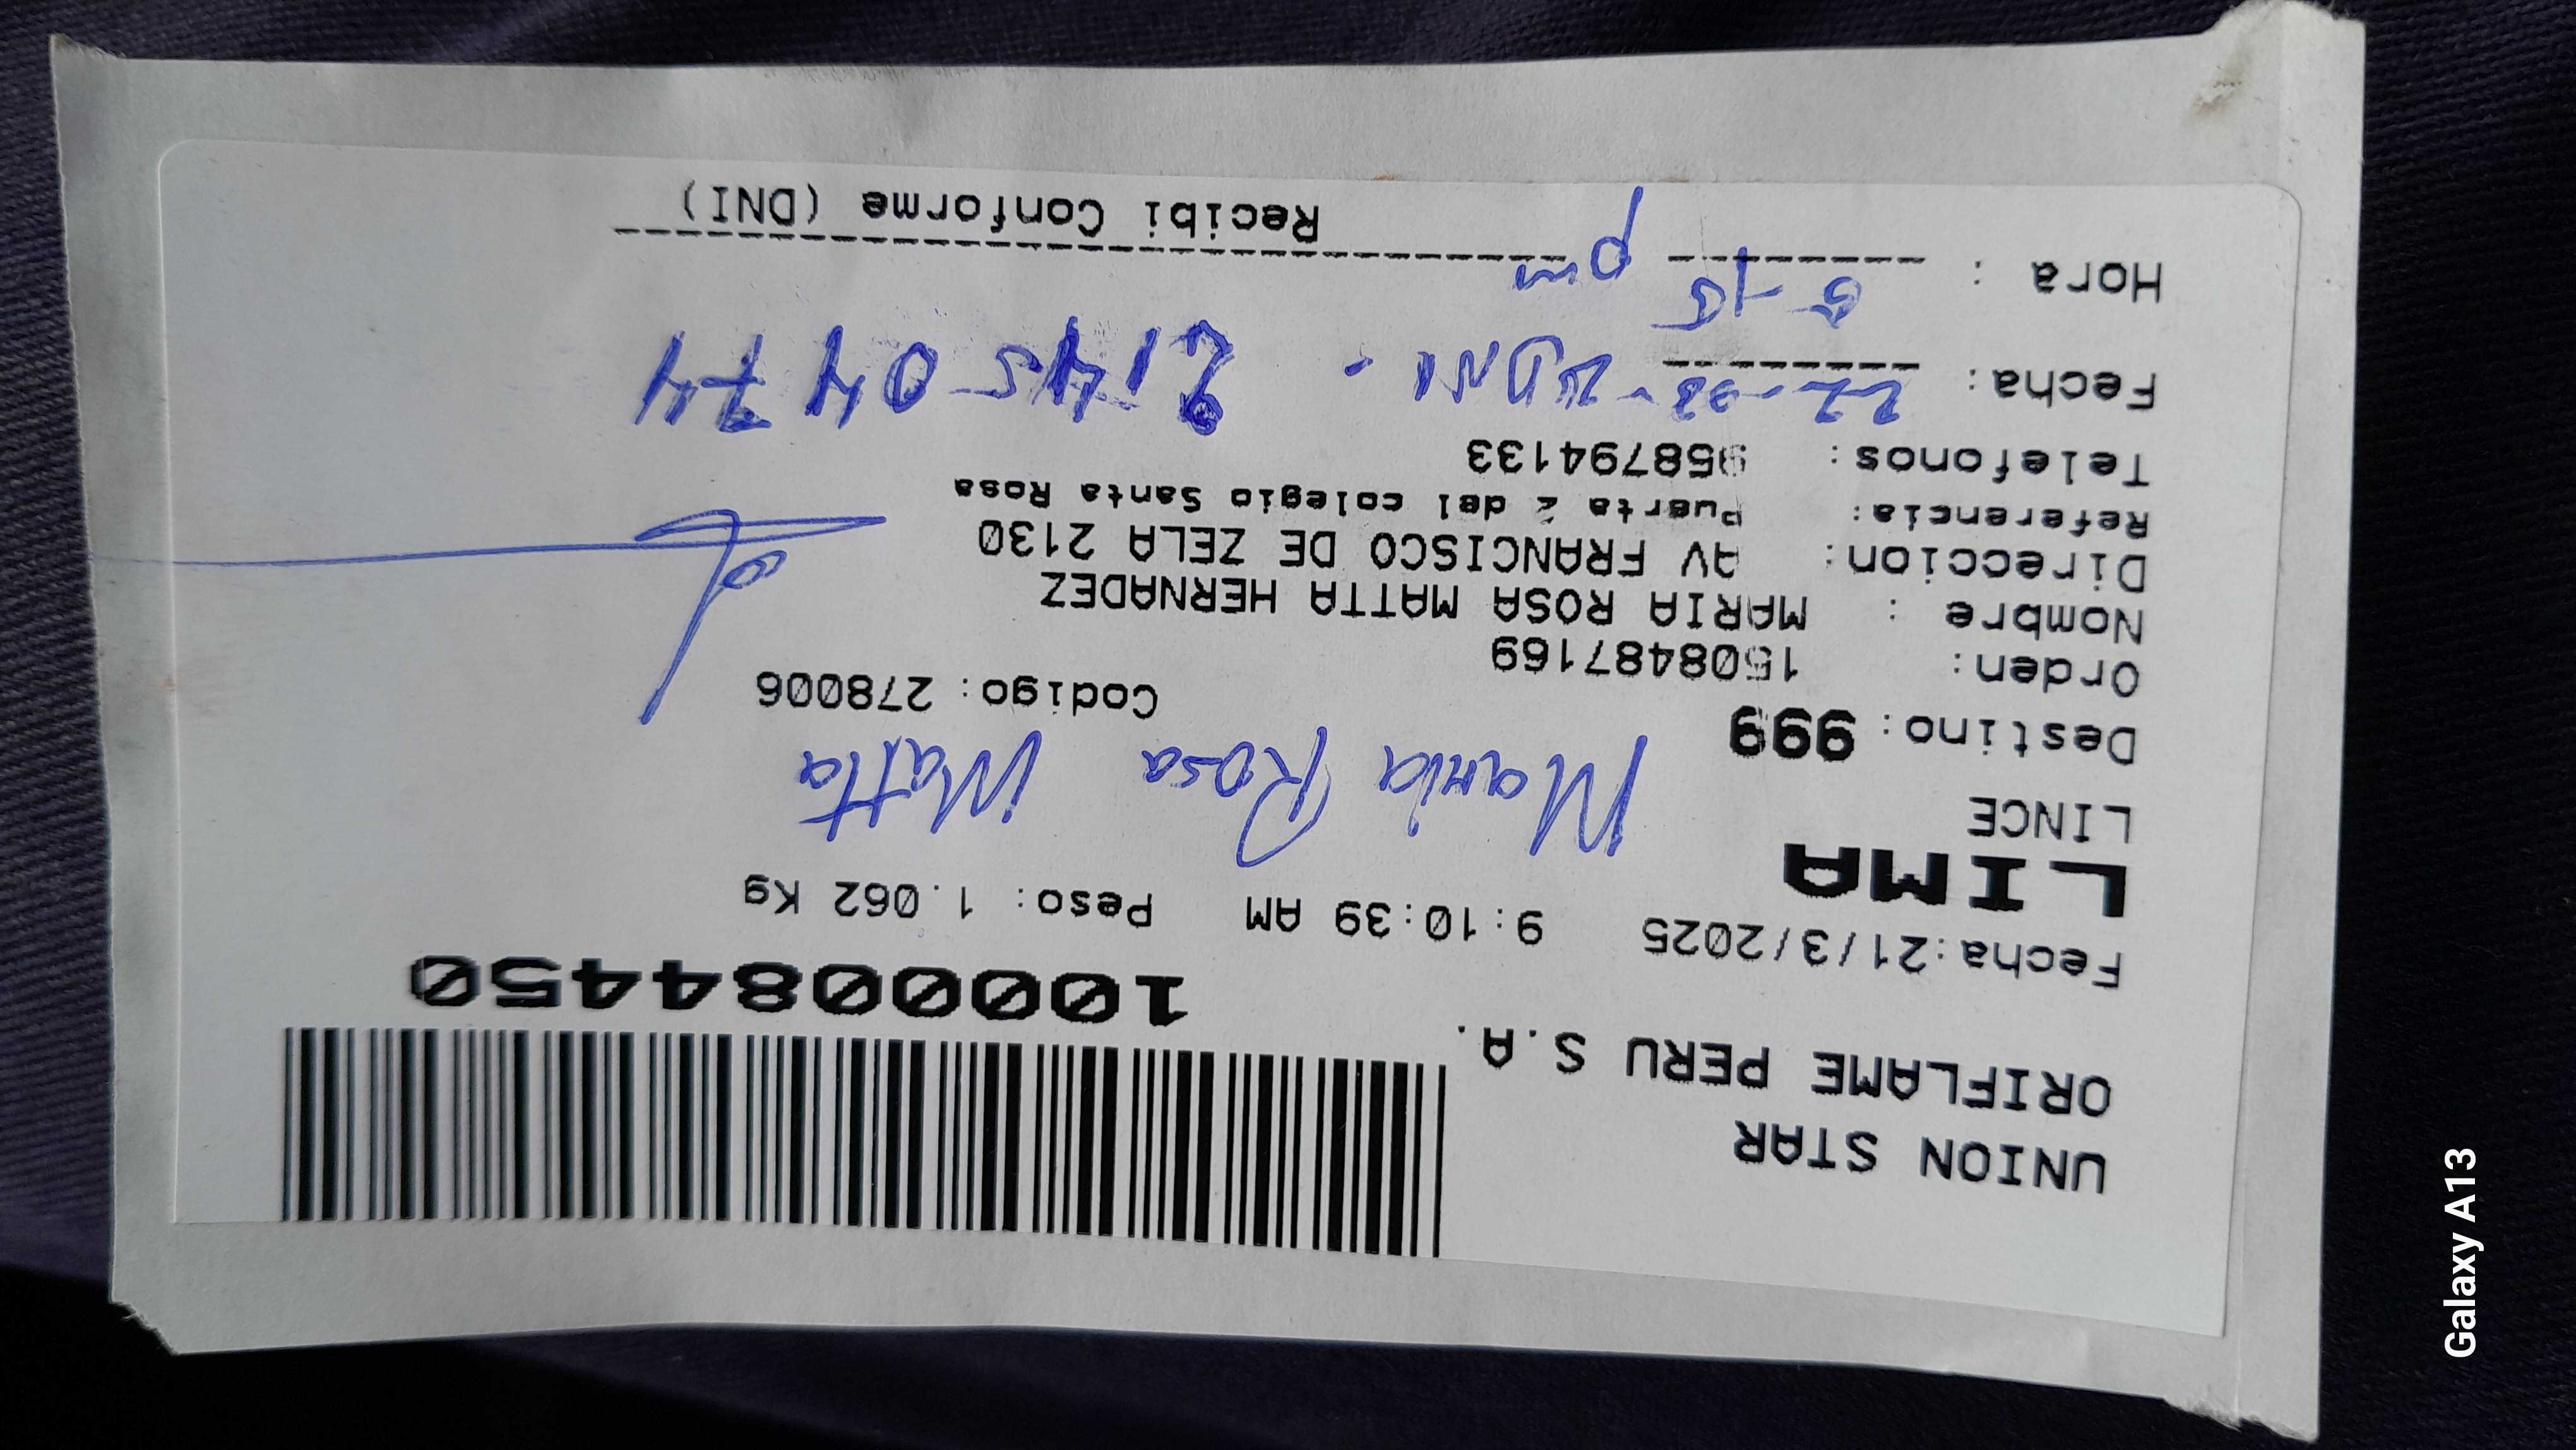 UNION STAR
ORIFLAME PERU S.A.
10000084450
Fecha:21/3/2025 9:10:39 AM Peso: 1.062 Kg
LIMA
LINCE
Maria Rosa Matta
Destino: 999 Codigo: 278006
Orden: 1508487169
Nombre : MARIA ROSA MATTA HERNADEZ
Direccion: AV FRANCISCO DE ZELA 2130
Referencia: Puerta 2 del colegio Santa Rosa
Telefonos: 958794133
Fecha: 22-03- DNI. 21450474
Hora : 6 15 pm
Recibi Conforme (DNI)
Galaxy A13